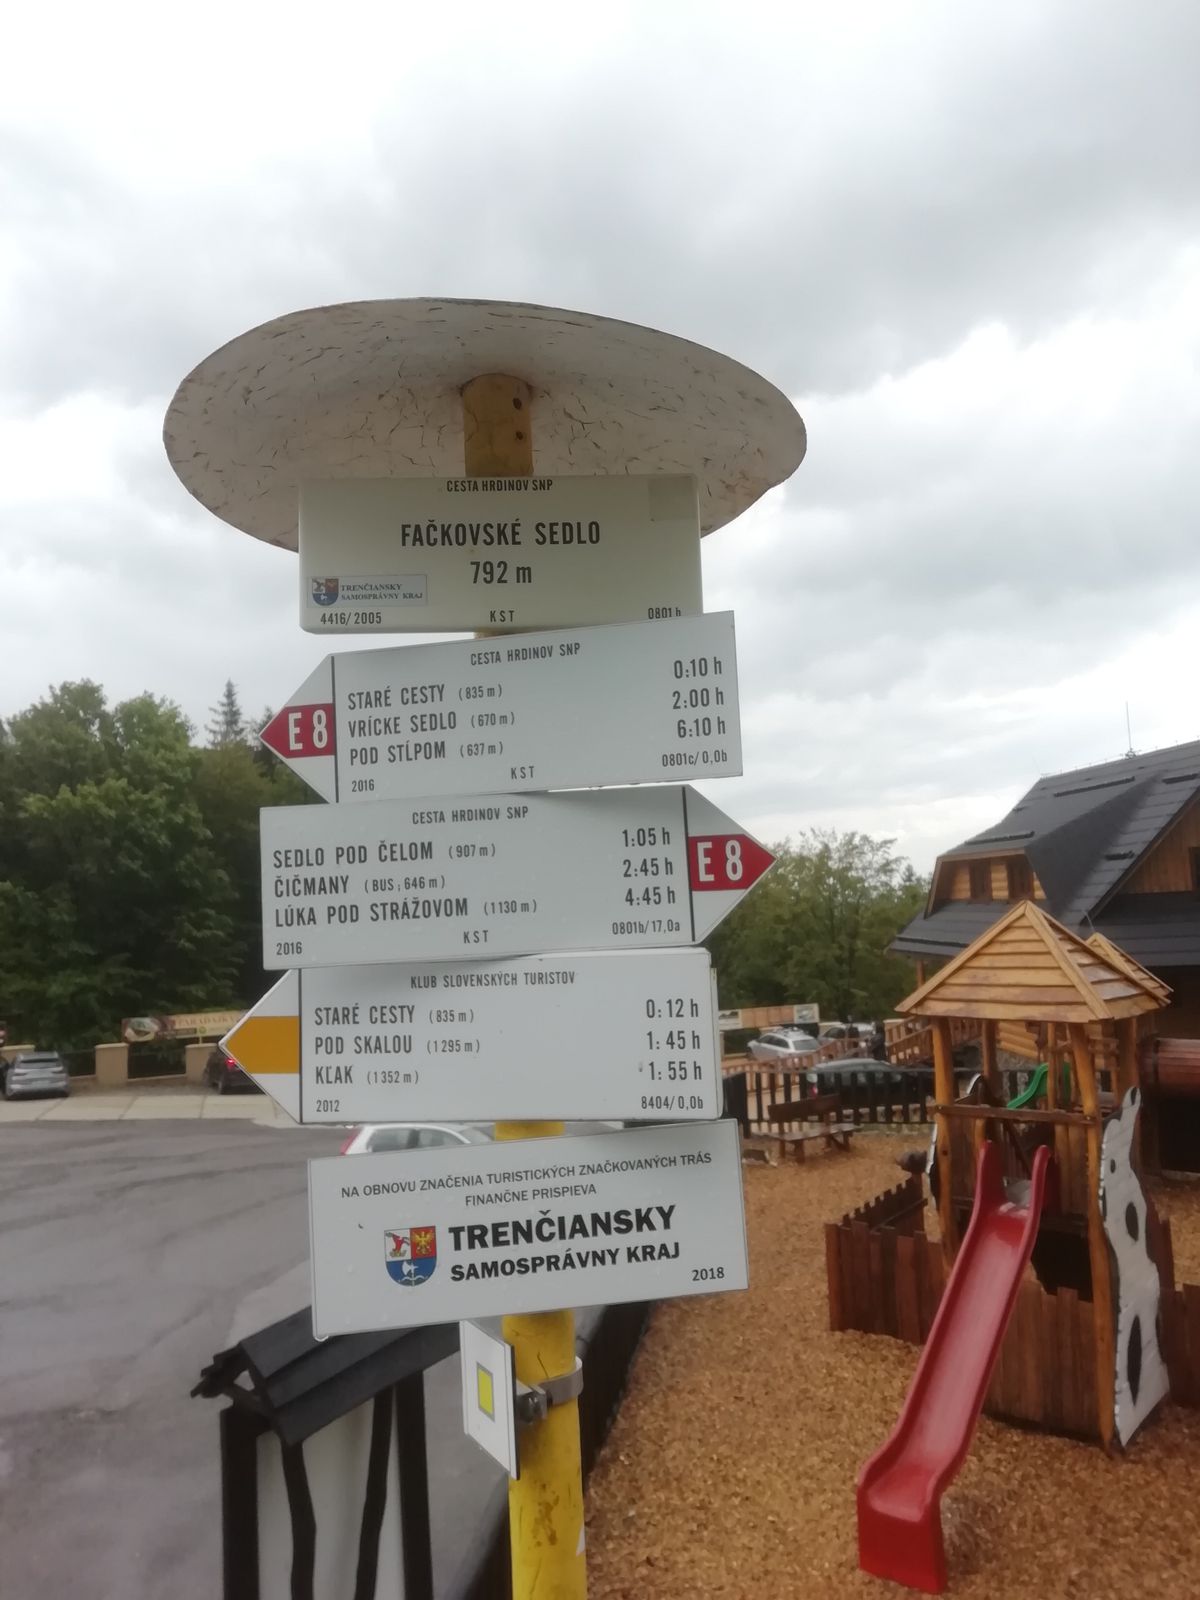 CESTA HRDINOV SNP
FAČKOVSKÉ SEDLO
792 m
TRENČIANSKY
SAMOSPRÁVNY KRAJ
4416/2005 KST 0801 h
CESTA HRDINOV SNP
E 8
STARÉ CESTY (835 m) 0:10 h
VRÍCKE SEDLO (670 m) 2:00 h
POD STĹPOM (637 m) 6:10 h
2016 KST 0801c/0,0b
CESTA HRDINOV SNP
SEDLO POD ČELOM (907 m) 1:05 h
ČIČMANY (BUS; 646 m) 2:45 h
LÚKA POD STRÁŽOVOM (1130 m) 4:45 h
E 8
2016 KST 0801b/17,0a
KLUB SLOVENSKÝCH TURISTOV
STARÉ CESTY (835 m) 0:12 h
POD SKALOU (1295 m) 1:45 h
KĽAK (1352 m) 1:55 h
2012 8404/0,0b
NA OBNOVU ZNAČENIA TURISTICKÝCH ZNAČKOVANÝCH TRÁS
FINANČNE PRISPIEVA
TRENČIANSKY
SAMOSPRÁVNY KRAJ
2018